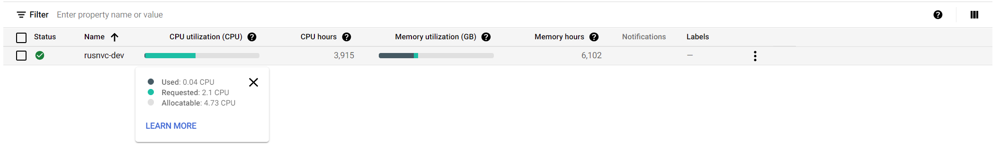 Filter Enter property name or value
Status Name CPU utilization (CPU) CPU hours Memory utilization (GB) Memory hours Notifications Labels
rusnvc-dev 3,915 6,102 —
Used: 0.04 CPU
Requested: 2.1 CPU
Allocatable: 4.73 CPU
LEARN MORE